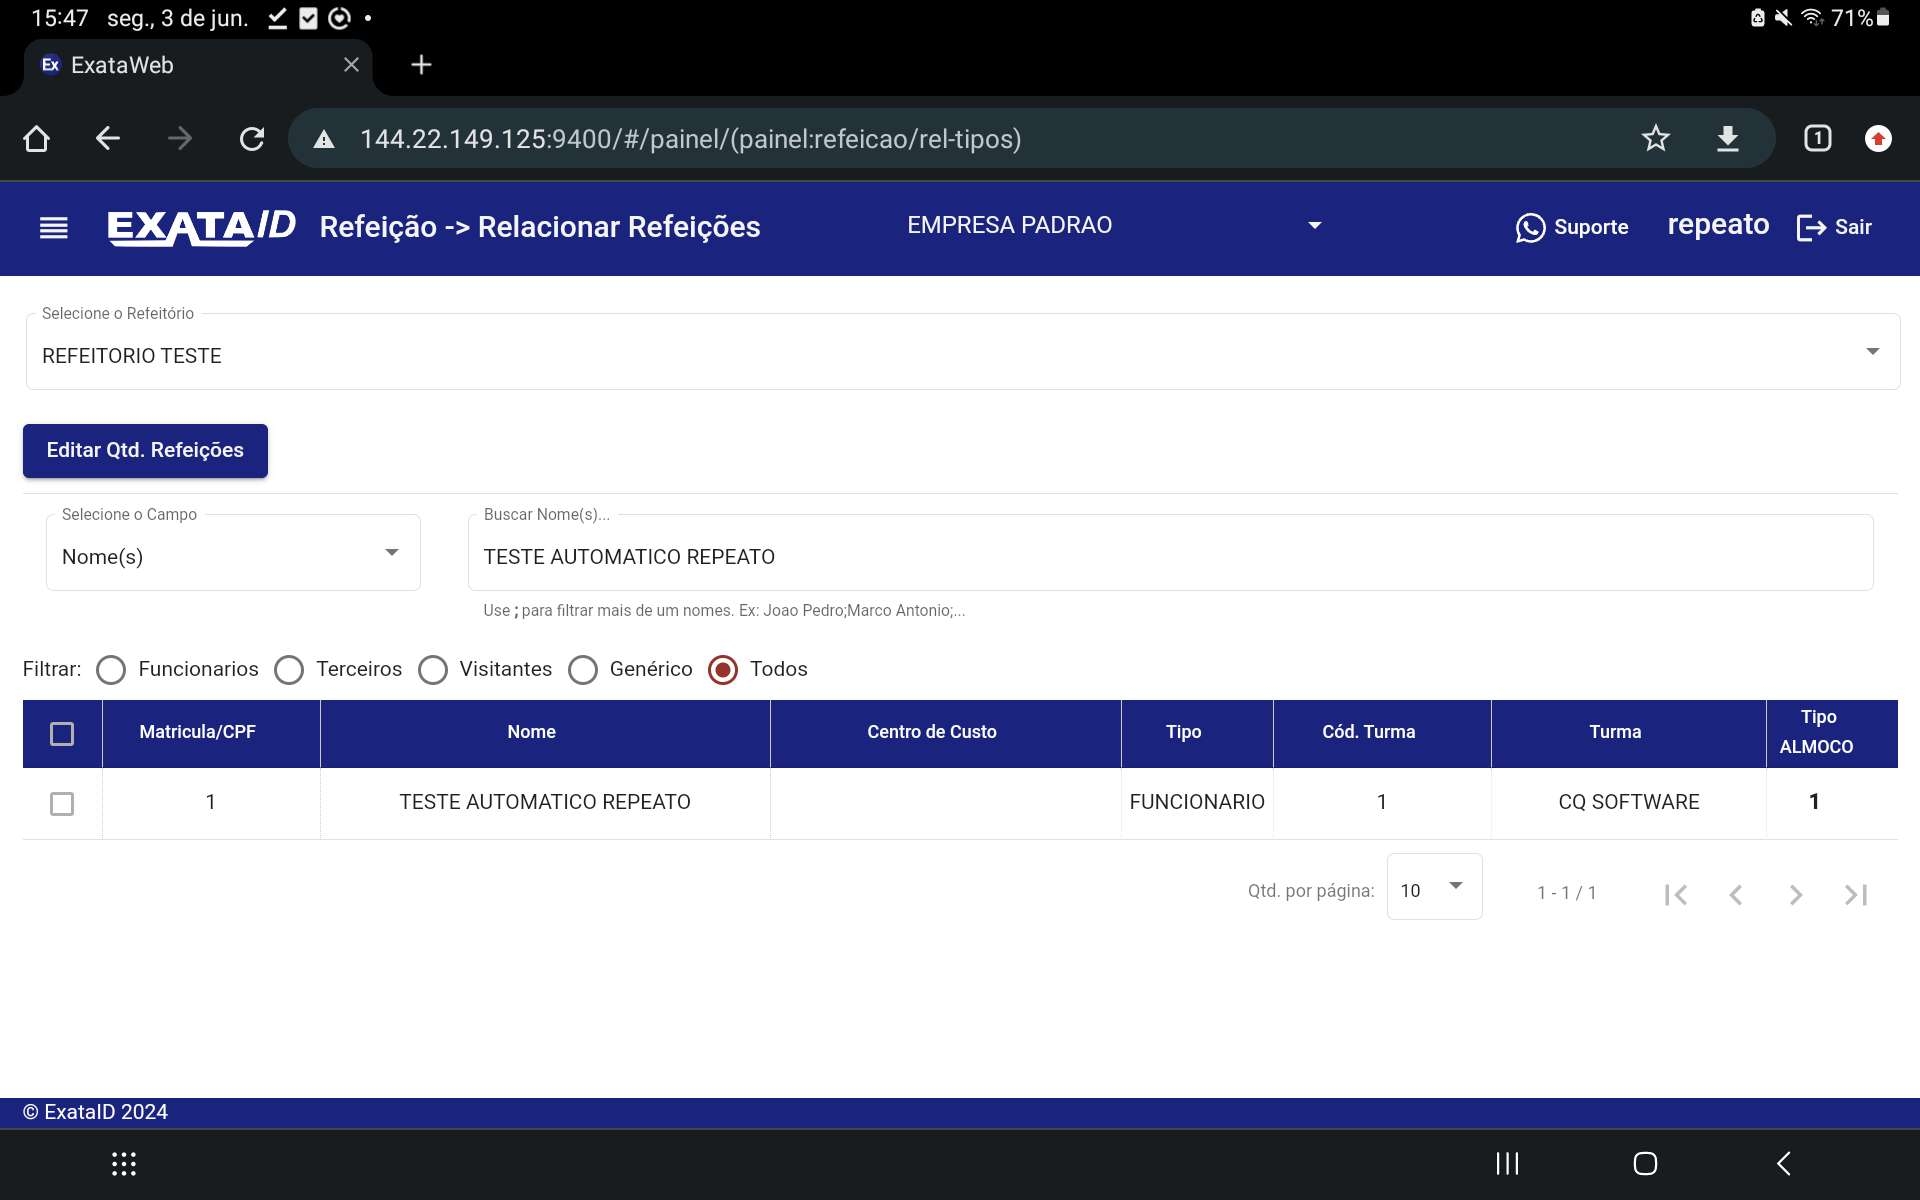 15:47 seg., 3 de jun. 71%
Ex ExataWeb
144.22.149.125:9400/#/painel/(painel:refeicao/rel-tipos) 1
EXATAID Refeição -> Relacionar Refeições EMPRESA PADRAO Suporte repeato Sair
Selecione o Refeitório
REFEITORIO TESTE
Editar Qtd. Refeições
Selecione o Campo Buscar Nome(s)...
Nome(s) TESTE AUTOMATICO REPEATO
Use ; para filtrar mais de um nomes. Ex: Joao Pedro;Marco Antonio;...
Filtrar: Funcionarios Terceiros Visitantes Genérico Todos
Matricula/CPF Nome Centro de Custo Tipo Cód. Turma Turma Tipo ALMOCO
1 TESTE AUTOMATICO REPEATO FUNCIONARIO 1 CQ SOFTWARE 1
Qtd. por página: 10 1 - 1 / 1
© ExataID 2024